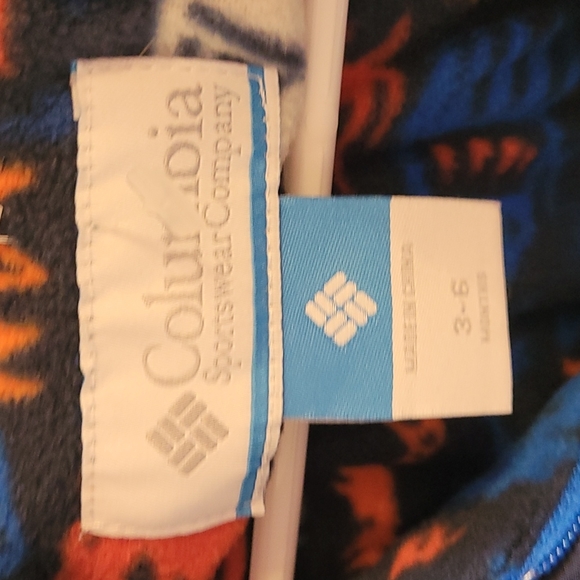 Columbia
Sportswear Company
MADE IN CHINA
3-6
MONTHS